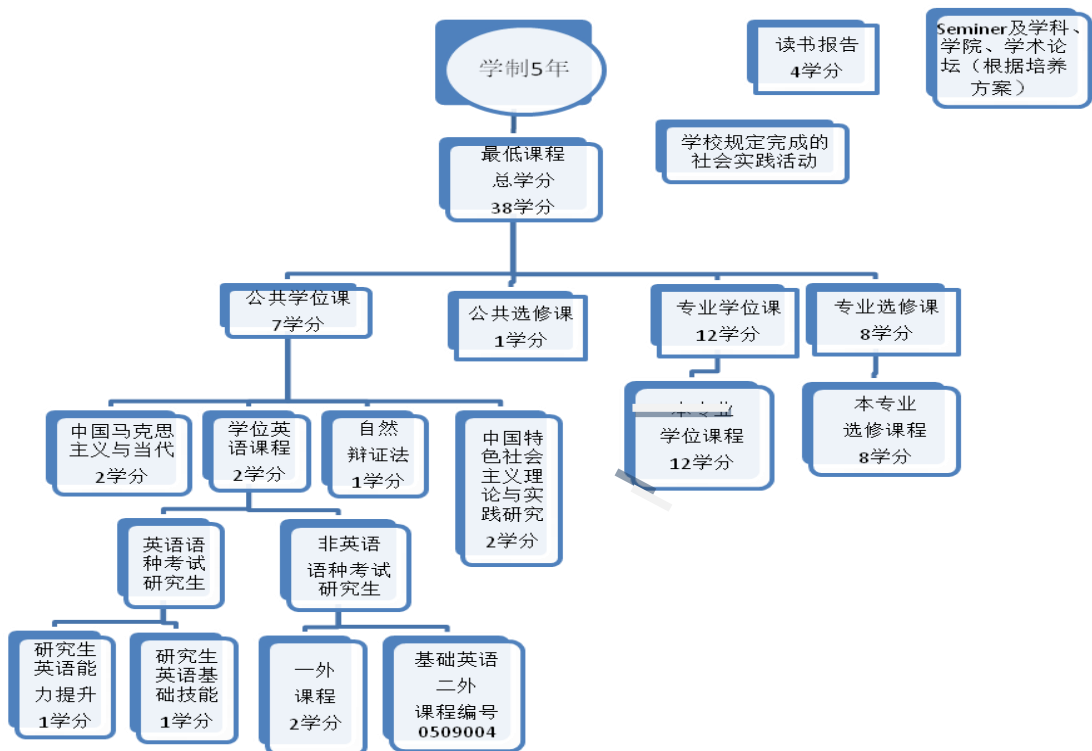 学制5年
读书报告
4学分
Seminer及学科、
学院、学术论
坛（根据培养
方案）
最低课程
总学分
38学分
学校规定完成的
社会实践活动
公共学位课
7学分
公共选修课
1学分
专业学位课
12学分
专业选修课
8学分
中国马克思
主义与当代
2学分
学位英
语课程
2学分
自然
辩证法
1学分
中国特
色社会
主义理
论与实
践研究
2学分
本专业
学位课程
12学分
本专业
选修课程
8学分
英语语
种考试
研究生
非英语
语种考试
研究生
研究生
英语能
力提升
1学分
研究生
英语基
础技能
1学分
一外
课程
2学分
基础英语
二外
课程编号
0509004